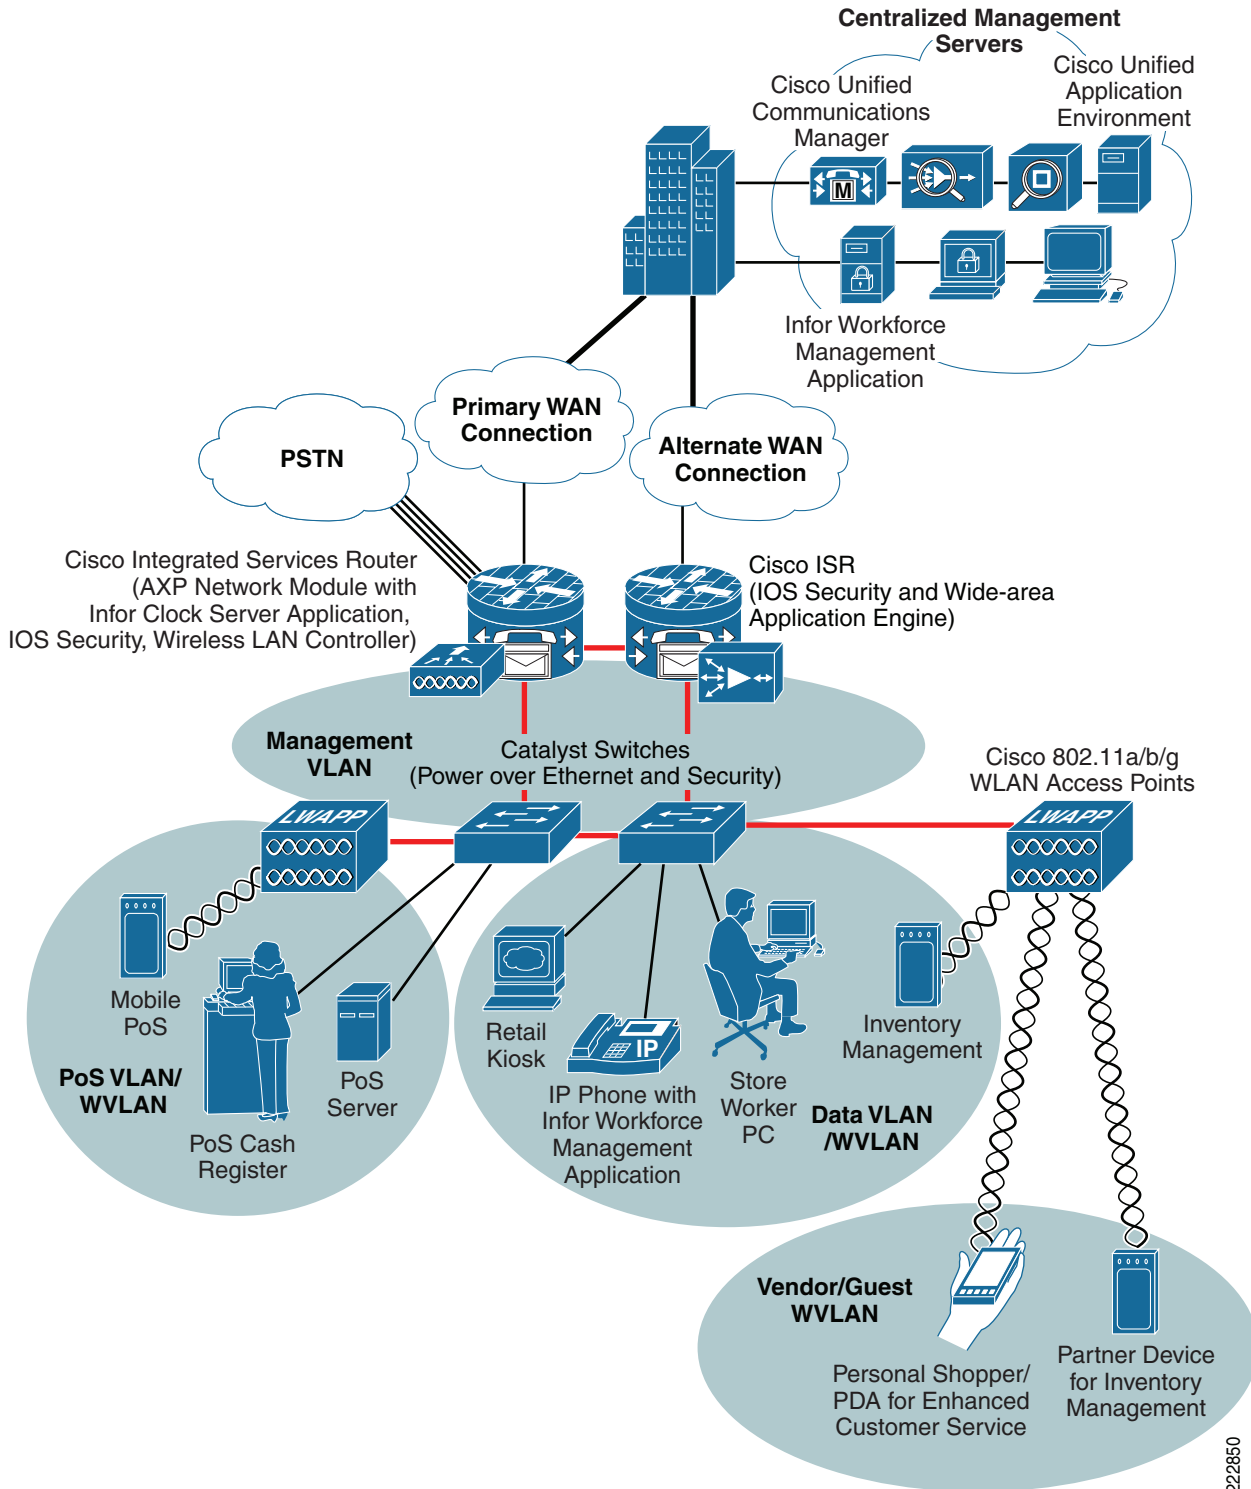 Centralized Management
Servers
Cisco Unified
Communications
Manager
Cisco Unified
Application
Environment
M
Infor Workforce
Management
Application
Primary WAN
Connection
Alternate WAN
Connection
PSTN
Cisco Integrated Services Router
(AXP Network Module with
Infor Clock Server Application,
IOS Security, Wireless LAN Controller)
Cisco ISR
(IOS Security and Wide-area
Application Engine)
Management
VLAN
Catalyst Switches
(Power over Ethernet and Security)
Cisco 802.11a/b/g
WLAN Access Points
LWAPP
LWAPP
Mobile
PoS
PoS VLAN/
WVLAN
PoS Cash
Register
PoS
Server
Retail
Kiosk
IP
IP Phone with
Infor Workforce
Management
Application
Store
Worker
PC
Inventory
Management
Data VLAN
/WVLAN
Vendor/Guest
WVLAN
Personal Shopper/
PDA for Enhanced
Customer Service
Partner Device
for Inventory
Management
222850